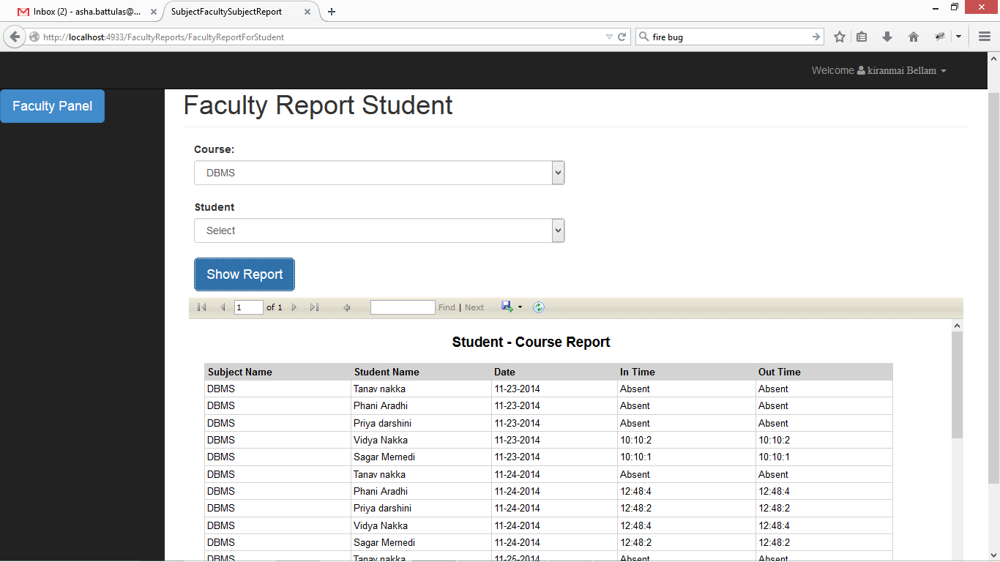 Inbox (2) - asha.battulas@... SubjectFacultySubjectReport
http://localhost:4933/FacultyReports/FacultyReportForStudent fire bug
Welcome kiranmai Bellam
Faculty Panel
Faculty Report Student
Course:
DBMS
Student
Select
Show Report
1 of 1 Find | Next
Student - Course Report
Subject Name Student Name Date In Time Out Time
DBMS Tanav nakka 11-23-2014 Absent Absent
DBMS Phani Aradhi 11-23-2014 Absent Absent
DBMS Priya darshini 11-23-2014 Absent Absent
DBMS Vidya Nakka 11-23-2014 10:10:2 10:10:2
DBMS Sagar Mernedi 11-23-2014 10:10:1 10:10:1
DBMS Tanav nakka 11-24-2014 Absent Absent
DBMS Phani Aradhi 11-24-2014 12:48:4 12:48:4
DBMS Priya darshini 11-24-2014 12:48:2 12:48:2
DBMS Vidya Nakka 11-24-2014 12:48:4 12:48:4
DBMS Sagar Mernedi 11-24-2014 12:48:2 12:48:2
DBMS Tanav nakka 11-25-2014 Absent Absent